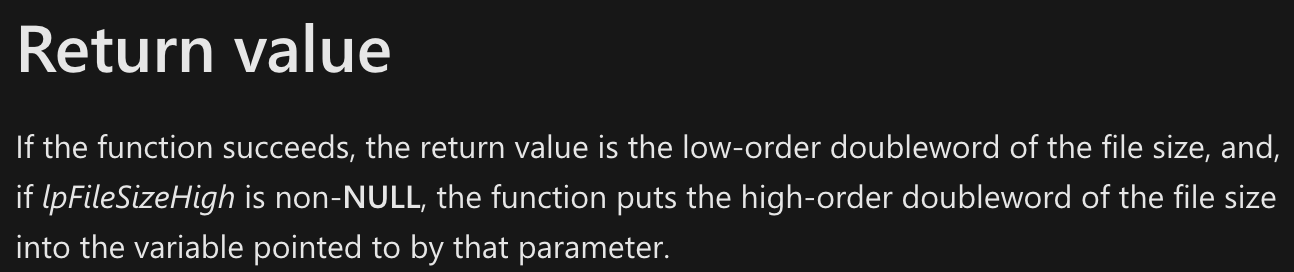 Return value
If the function succeeds, the return value is the low-order doubleword of the file size, and,
if lpFileSizeHigh is non-NULL, the function puts the high-order doubleword of the file size
into the variable pointed to by that parameter.